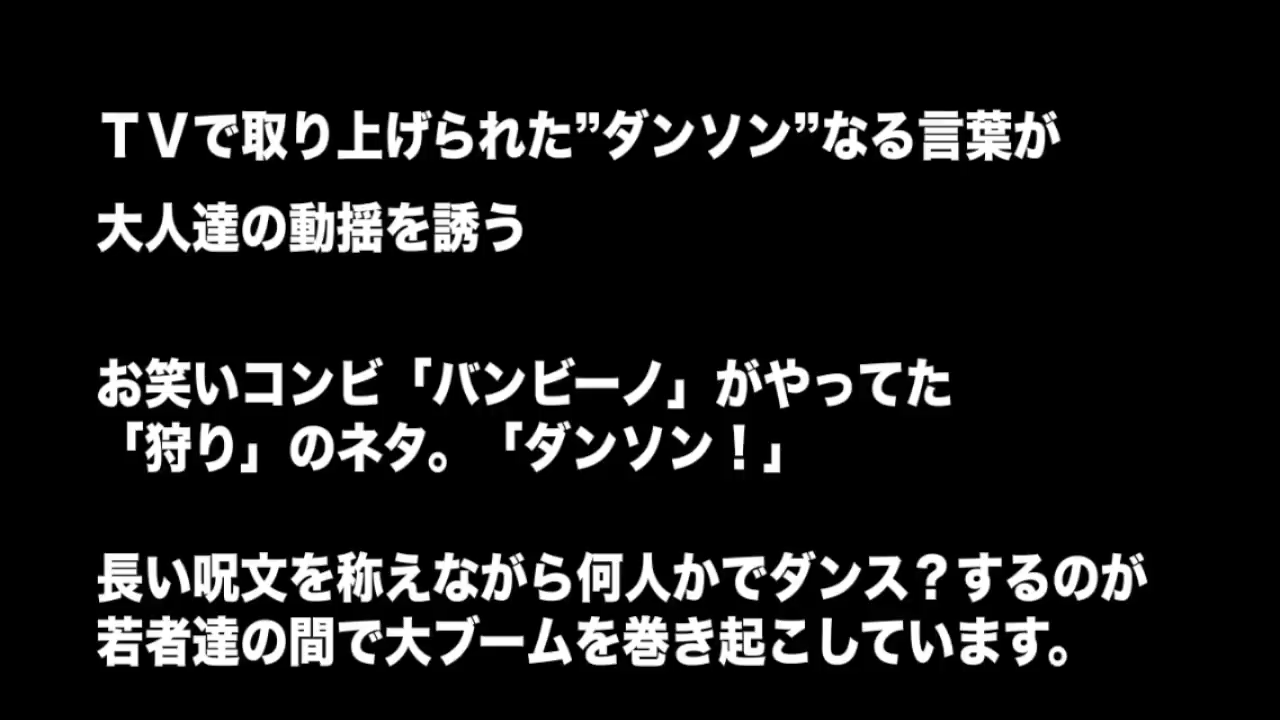 ＴＶで取り上げられた”ダンソン”なる言葉が
大人達の動揺を誘う
お笑いコンビ「バンビーノ」がやってた
「狩り」のネタ。「ダンソン！」
長い呪文を称えながら何人かでダンス？するのが
若者達の間で大ブームを巻き起こしています。